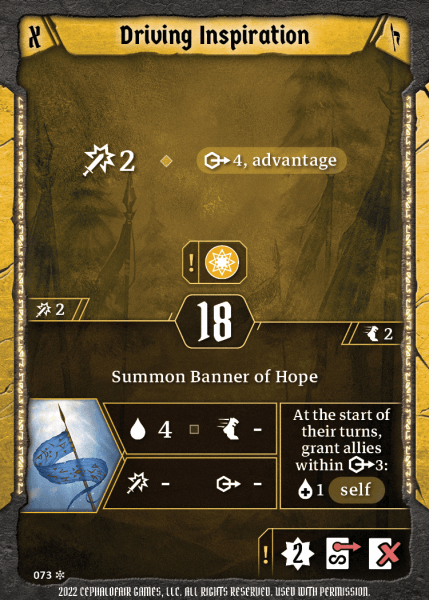 Driving Inspiration
2 4, advantage
!
2
18
2
Summon Banner of Hope
4 -
- -
At the start of
their turns,
grant allies
within 3:
1 self
! 2
073
2022 CEPHALOFAIR GAMES, LLC. ALL RIGHTS RESERVED. USED WITH PERMISSION.